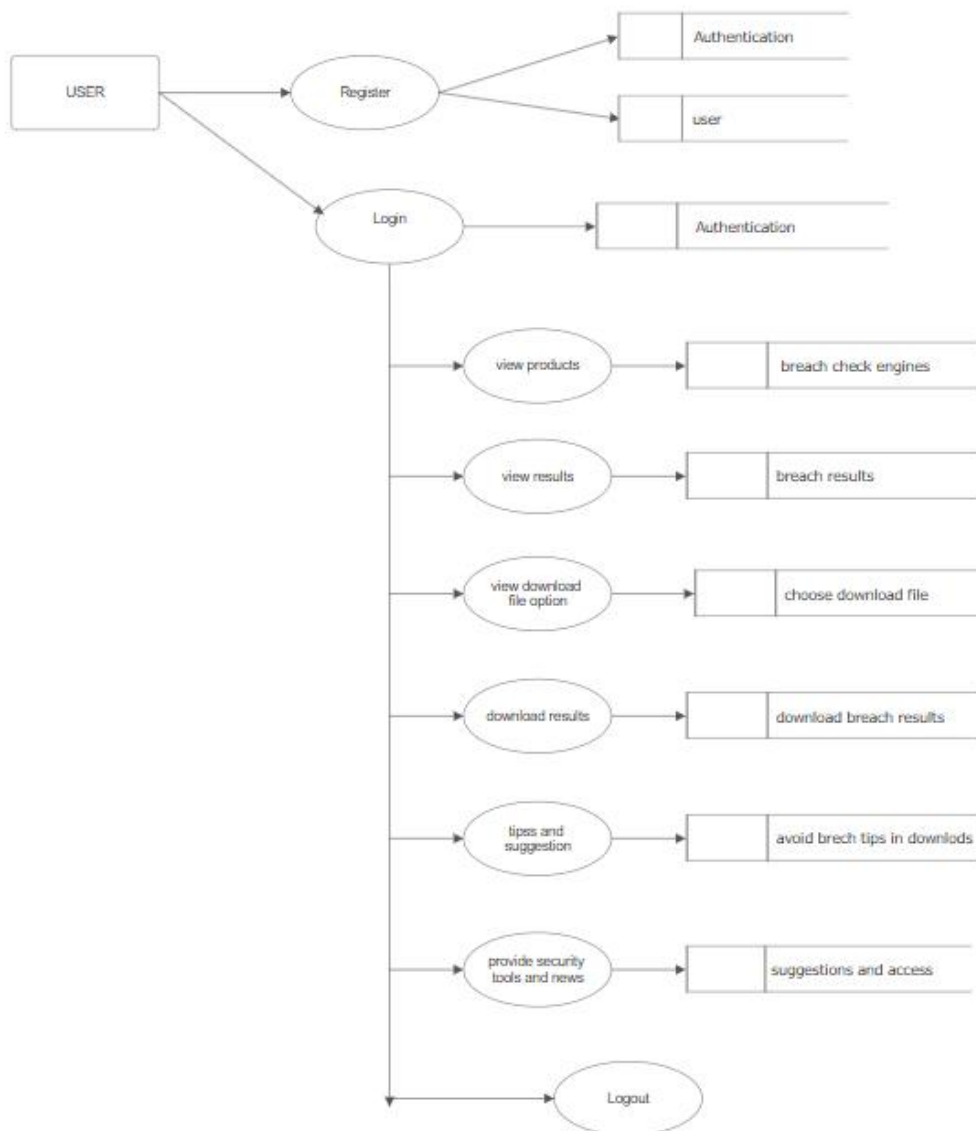 Authentication
USER
Register
user
Login
Authentication
view products
breach check engines
view results
breach results
view download
file option
choose download file
download results
download breach results
tipss and
suggestion
avoid brech tips in downlods
provide security
tools and news
suggestions and access
Logout